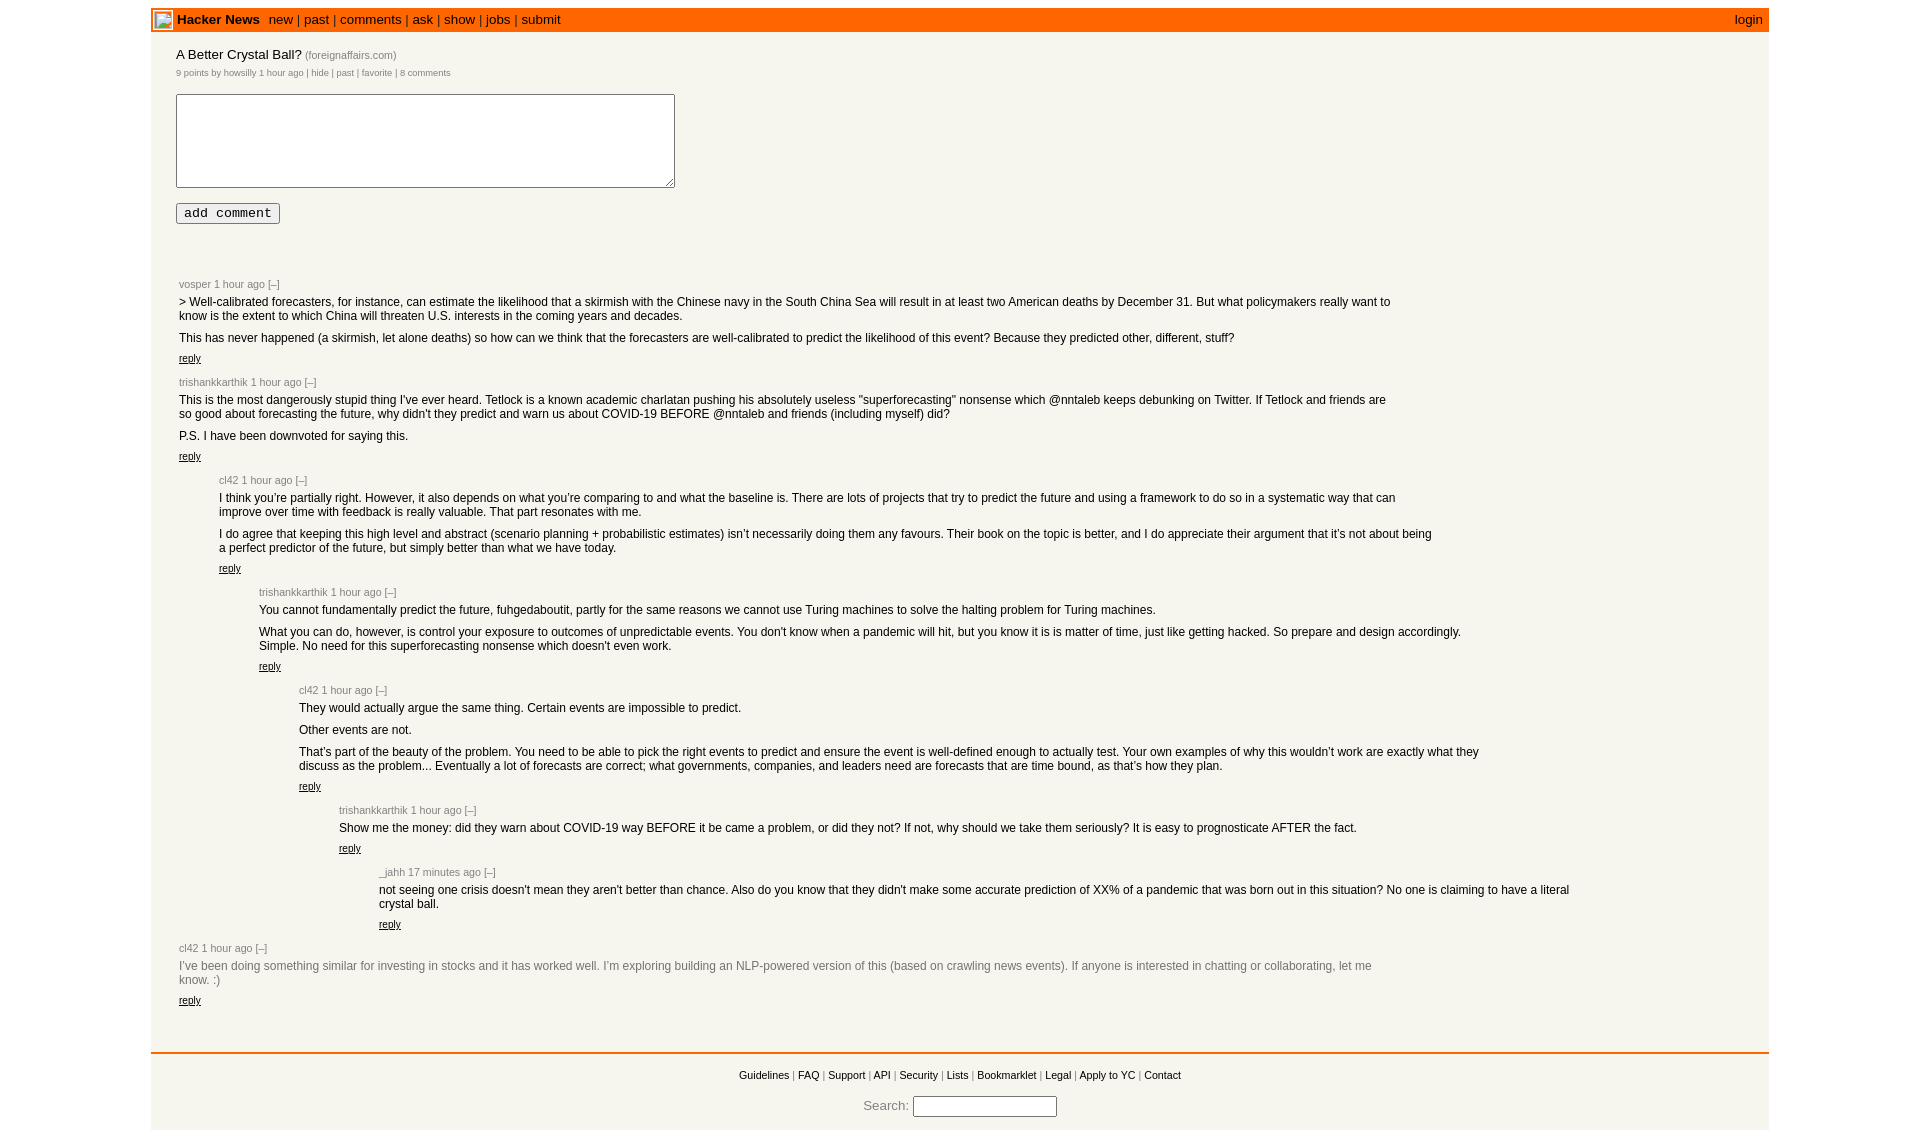 Hacker News new | past | comments | ask | show | jobs | submit login
A Better Crystal Ball? (foreignaffairs.com)
9 points by howsilly 1 hour ago | hide | past | favorite | 8 comments
add comment
vosper 1 hour ago [–]
> Well-calibrated forecasters, for instance, can estimate the likelihood that a skirmish with the Chinese navy in the South China Sea will result in at least two American deaths by December 31. But what policymakers really want to
know is the extent to which China will threaten U.S. interests in the coming years and decades.
This has never happened (a skirmish, let alone deaths) so how can we think that the forecasters are well-calibrated to predict the likelihood of this event? Because they predicted other, different, stuff?
reply
trishankkarthik 1 hour ago [–]
This is the most dangerously stupid thing I've ever heard. Tetlock is a known academic charlatan pushing his absolutely useless "superforecasting" nonsense which @nntaleb keeps debunking on Twitter. If Tetlock and friends are
so good about forecasting the future, why didn't they predict and warn us about COVID-19 BEFORE @nntaleb and friends (including myself) did?
P.S. I have been downvoted for saying this.
reply
cl42 1 hour ago [–]
I think you’re partially right. However, it also depends on what you’re comparing to and what the baseline is. There are lots of projects that try to predict the future and using a framework to do so in a systematic way that can
improve over time with feedback is really valuable. That part resonates with me.
I do agree that keeping this high level and abstract (scenario planning + probabilistic estimates) isn’t necessarily doing them any favours. Their book on the topic is better, and I do appreciate their argument that it’s not about being
a perfect predictor of the future, but simply better than what we have today.
reply
trishankkarthik 1 hour ago [–]
You cannot fundamentally predict the future, fuhgedaboutit, partly for the same reasons we cannot use Turing machines to solve the halting problem for Turing machines.
What you can do, however, is control your exposure to outcomes of unpredictable events. You don't know when a pandemic will hit, but you know it is is matter of time, just like getting hacked. So prepare and design accordingly.
Simple. No need for this superforecasting nonsense which doesn't even work.
reply
cl42 1 hour ago [–]
They would actually argue the same thing. Certain events are impossible to predict.
Other events are not.
That’s part of the beauty of the problem. You need to be able to pick the right events to predict and ensure the event is well-defined enough to actually test. Your own examples of why this wouldn’t work are exactly what they
discuss as the problem... Eventually a lot of forecasts are correct; what governments, companies, and leaders need are forecasts that are time bound, as that’s how they plan.
reply
trishankkarthik 1 hour ago [–]
Show me the money: did they warn about COVID-19 way BEFORE it be came a problem, or did they not? If not, why should we take them seriously? It is easy to prognosticate AFTER the fact.
reply
_jahh 17 minutes ago [–]
not seeing one crisis doesn't mean they aren't better than chance. Also do you know that they didn't make some accurate prediction of XX% of a pandemic that was born out in this situation? No one is claiming to have a literal
crystal ball.
reply
cl42 1 hour ago [–]
I’ve been doing something similar for investing in stocks and it has worked well. I’m exploring building an NLP-powered version of this (based on crawling news events). If anyone is interested in chatting or collaborating, let me
know. :)
reply
Guidelines | FAQ | Support | API | Security | Lists | Bookmarklet | Legal | Apply to YC | Contact
Search: